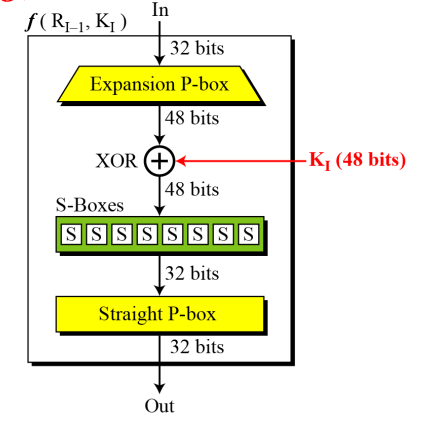 In
f ( R_I–1, K_I )
32 bits
Expansion P-box
48 bits
XOR
K_I (48 bits)
48 bits
S-Boxes
S S S S S S S S
32 bits
Straight P-box
32 bits
Out